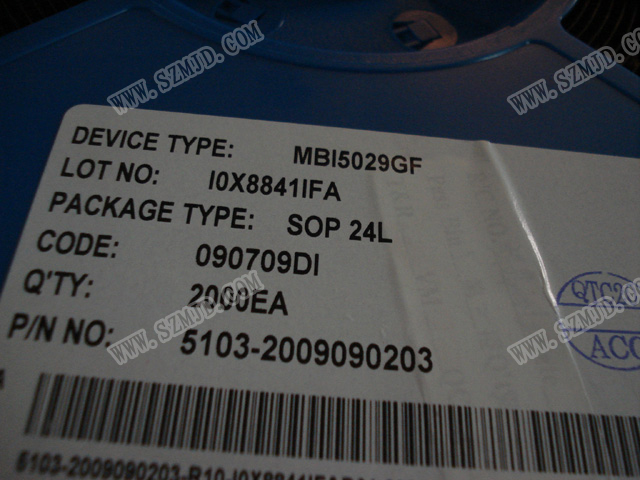 WWW.SZMJD.COM
WWW.SZMJD.COM
DEVICE TYPE: MBI5029GF
LOT NO: I0X8841IFA
PACKAGE TYPE: SOP 24L
CODE: 090709DI
Q'TY: 2000EA
WWW.SZMJD.COM
WWW.SZMJD.COM
P/N NO: 5103-2009090203
ACC